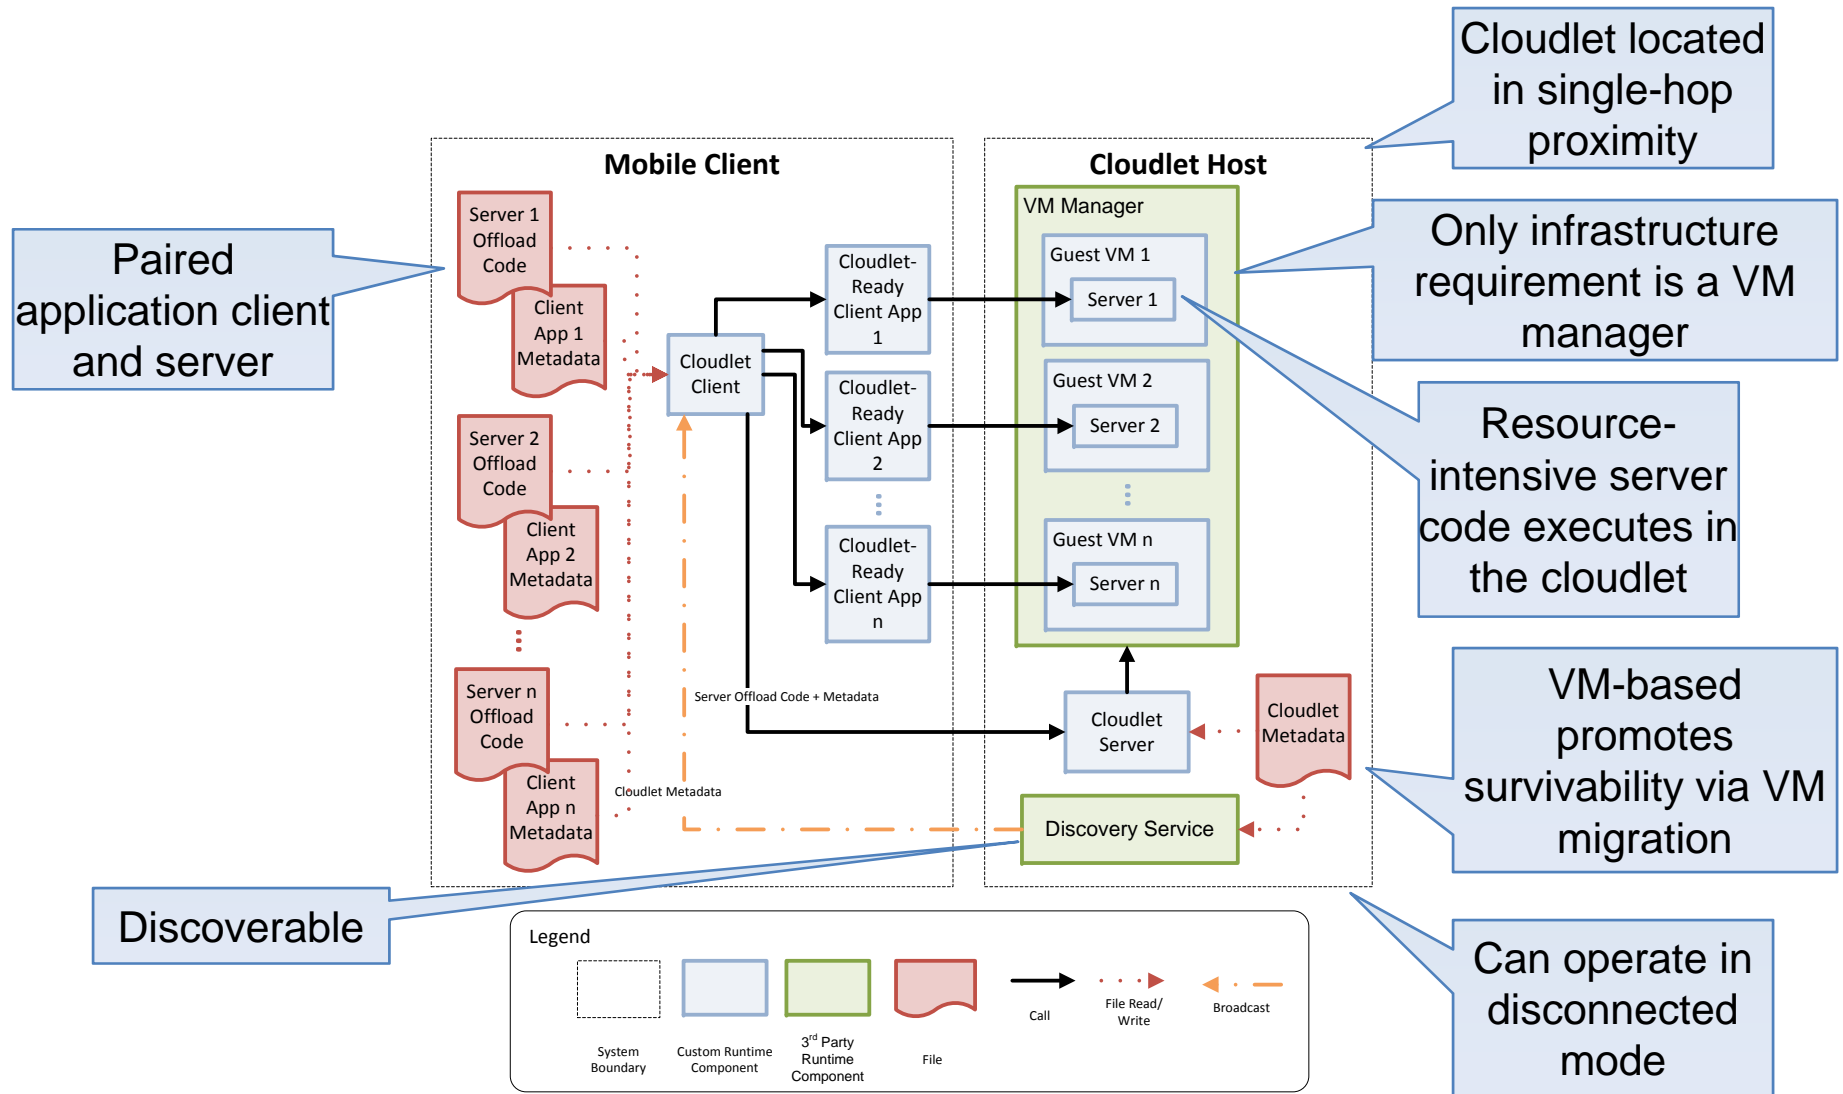 Cloudlet located
in single-hop
proximity
Mobile Client
Cloudlet Host
Paired
application client
and server
Server 1
Offload
Code
Client
App 1
Metadata
Server 2
Offload
Code
Client
App 2
Metadata
Server n
Offload
Code
Client
App n
Metadata
Cloudlet
Client
Cloudlet-
Ready
Client App
1
Cloudlet-
Ready
Client App
2
Cloudlet-
Ready
Client App
n
Server Offload Code + Metadata
Cloudlet Metadata
VM Manager
Guest VM 1
Server 1
Guest VM 2
Server 2
Guest VM n
Server n
Cloudlet
Server
Cloudlet
Metadata
Discovery Service
Only infrastructure
requirement is a VM
manager
Resource-
intensive server
code executes in
the cloudlet
VM-based
promotes
survivability via VM
migration
Discoverable
Can operate in
disconnected
mode
Legend
System
Boundary
Custom Runtime
Component
3rd Party
Runtime
Component
File
Call
File Read/
Write
Broadcast